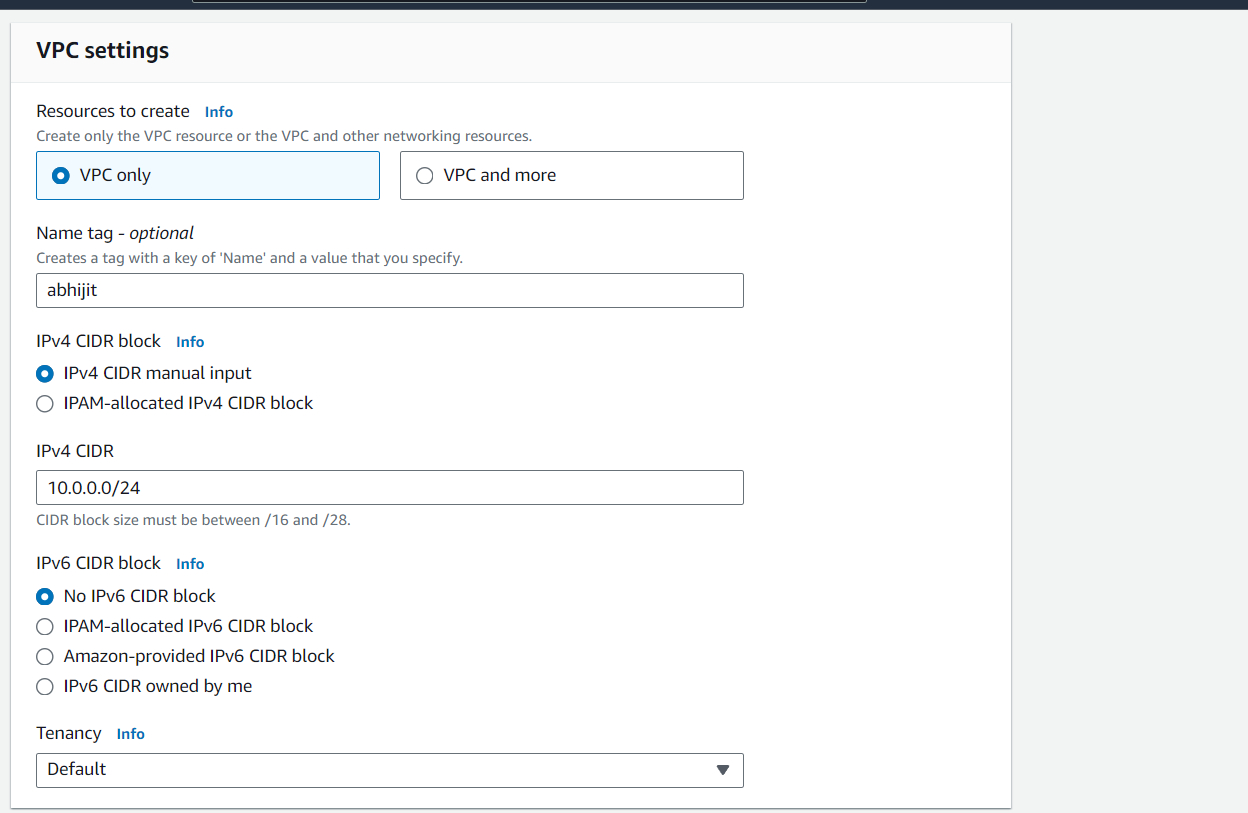 VPC settings
Resources to create Info
Create only the VPC resource or the VPC and other networking resources.
VPC only
VPC and more
Name tag - optional
Creates a tag with a key of 'Name' and a value that you specify.
abhijit
IPv4 CIDR block Info
IPv4 CIDR manual input
IPAM-allocated IPv4 CIDR block
IPv4 CIDR
10.0.0.0/24
CIDR block size must be between /16 and /28.
IPv6 CIDR block Info
No IPv6 CIDR block
IPAM-allocated IPv6 CIDR block
Amazon-provided IPv6 CIDR block
IPv6 CIDR owned by me
Tenancy Info
Default